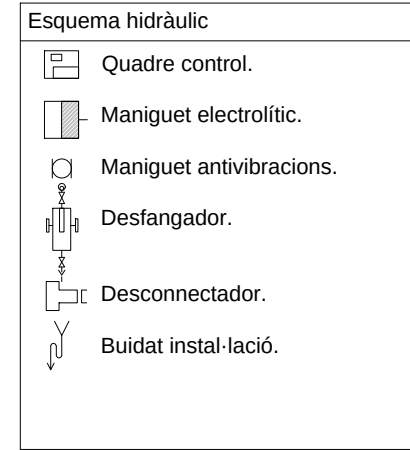 Esquema hidràulic
Quadre control.
Maniguet electrolític.
Maniguet antivibracions.
Desfangador.
Desconnectador.
Buidat instal·lació.